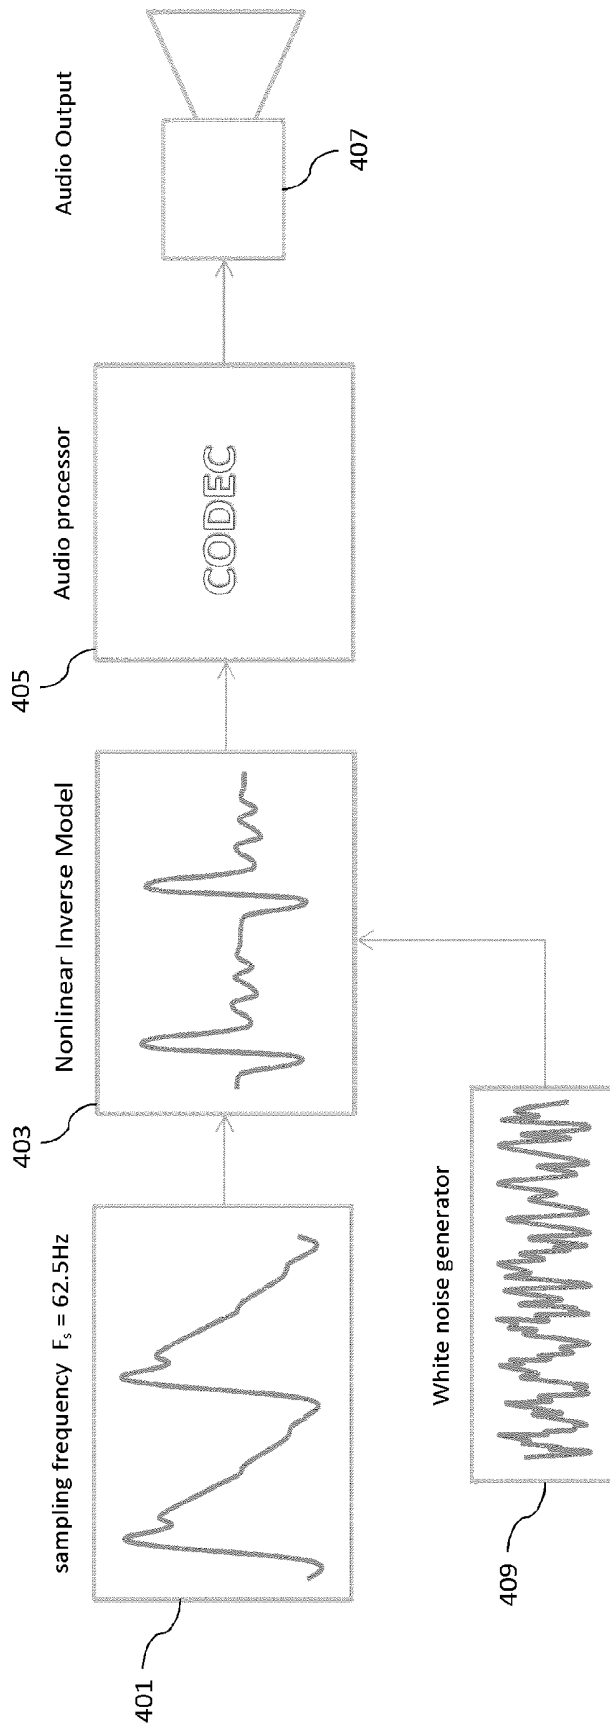 sampling frequency Fₛ = 62.5Hz
401
Nonlinear Inverse Model
403
Audio processor
405
CODEC
Audio Output
407
White noise generator
409